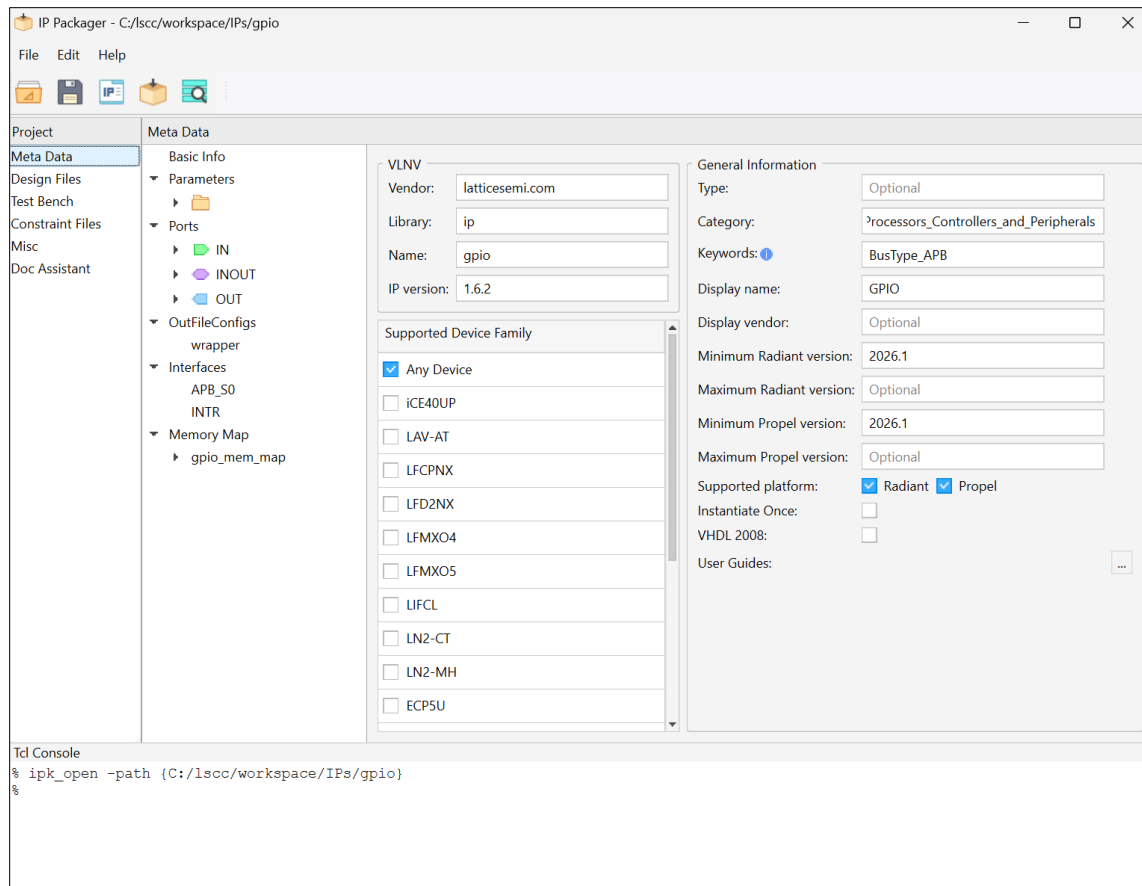 IP Packager - C:/lscc/workspace/IPs/gpio
File Edit Help
IP
Project
Meta Data
Design Files
Test Bench
Constraint Files
Misc
Doc Assistant
Meta Data
Basic Info
Parameters
Ports
IN
INOUT
OUT
OutFileConfigs
wrapper
Interfaces
APB_S0
INTR
Memory Map
gpio_mem_map
VLNV
Vendor: latticesemi.com
Library: ip
Name: gpio
IP version: 1.6.2
Supported Device Family
Any Device
iCE40UP
LAV-AT
LFCPNX
LFD2NX
LFMXO4
LFMXO5
LIFCL
LN2-CT
LN2-MH
ECP5U
General Information
Type: Optional
Category: Processors_Controllers_and_Peripherals
Keywords: BusType_APB
Display name: GPIO
Display vendor: Optional
Minimum Radiant version: 2026.1
Maximum Radiant version: Optional
Minimum Propel version: 2026.1
Maximum Propel version: Optional
Supported platform: Radiant Propel
Instantiate Once:
VHDL 2008:
User Guides: ...
Tcl Console
% ipk_open -path {C:/lscc/workspace/IPs/gpio}
%